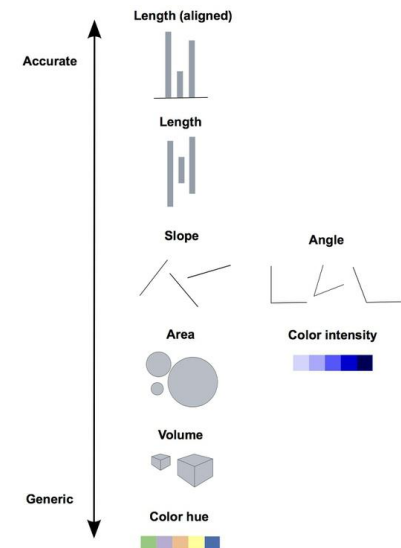 Length (aligned)
Accurate
Length
Slope
Angle
Area
Color intensity
Volume
Generic
Color hue